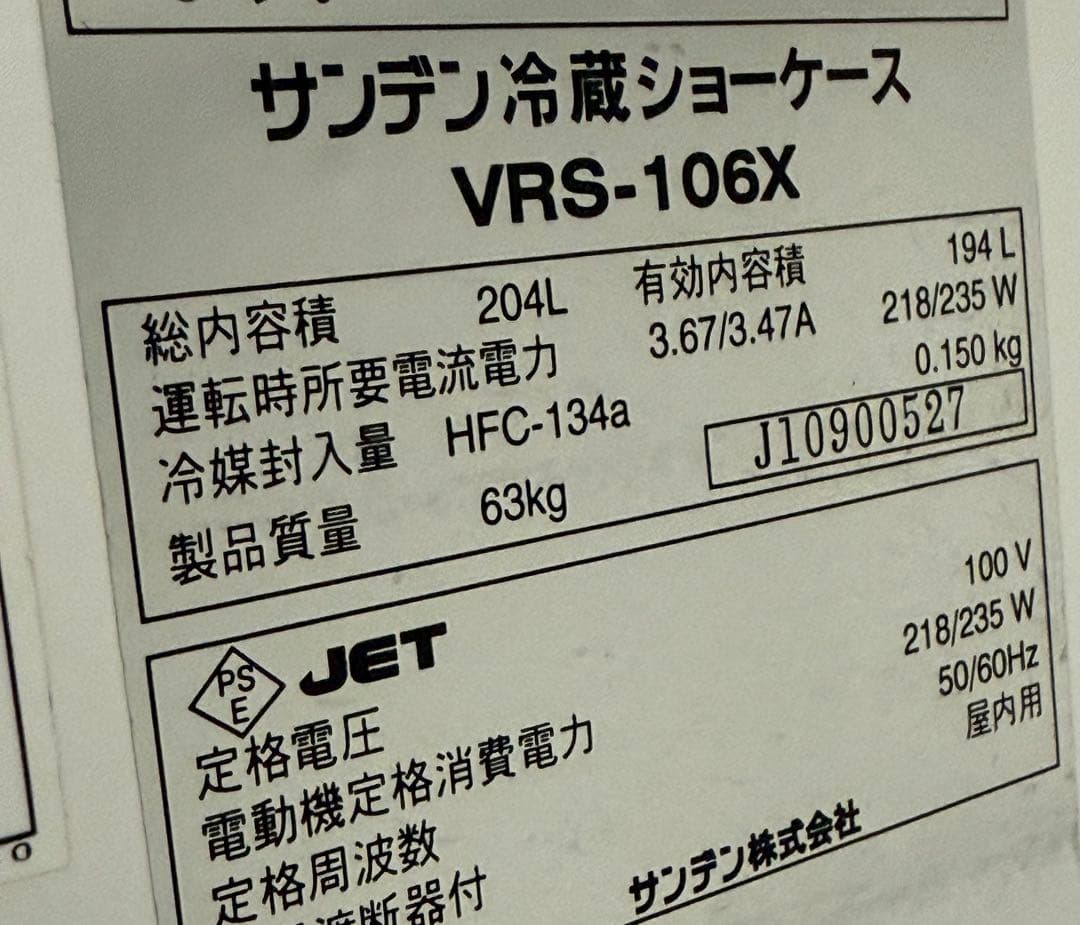 サンデン冷蔵ショーケース
VRS-106X
総内容積 204L 有効内容積 194 L
運転時所要電流電力 3.67/3.47A 218/235 W
冷媒封入量 HFC-134a 0.150 kg
製品質量 63kg J10900527
PS E JET
定格電圧 100 V
電動機定格消費電力 218/235 W
定格周波数 50/60Hz
遮断器付 屋内用
サンデン株式会社